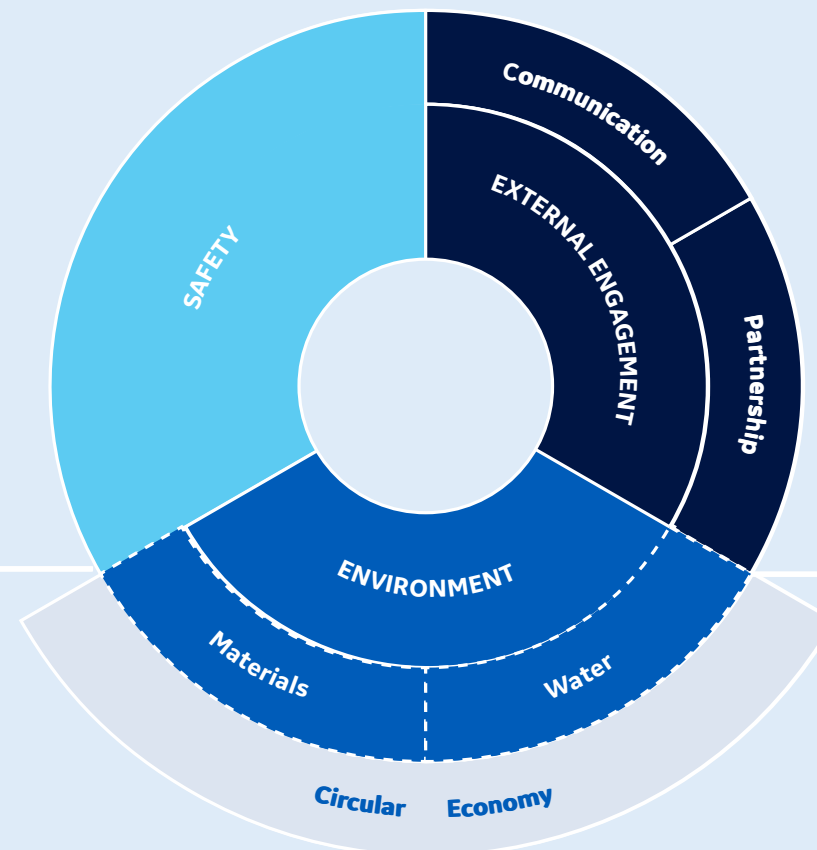 SAFETY
Communication
EXTERNAL ENGAGEMENT
Partnership
ENVIRONMENT
Materials
Water
Circular Economy